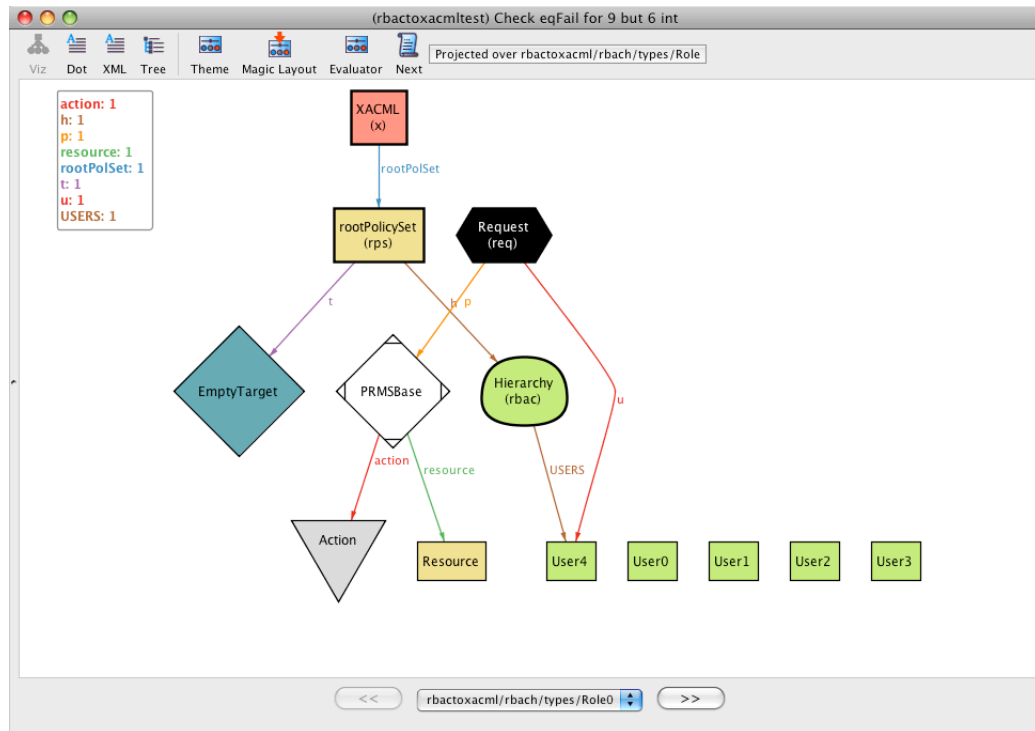 (rbactoxacmltest) Check eqFail for 9 but 6 int
Viz Dot XML Tree Theme Magic Layout Evaluator Next
Projected over rbactoxacml/rbach/types/Role
action: 1
h: 1
p: 1
resource: 1
rootPolSet: 1
t: 1
u: 1
USERS: 1
XACML
(x)
rootPolSet
rootPolicySet
(rps)
Request
(req)
t
h
p
EmptyTarget
PRMSBase
Hierarchy
(rbac)
u
action
resource
USERS
Action
Resource
User4
User0
User1
User2
User3
<<
rbactoxacml/rbach/types/Role0
>>